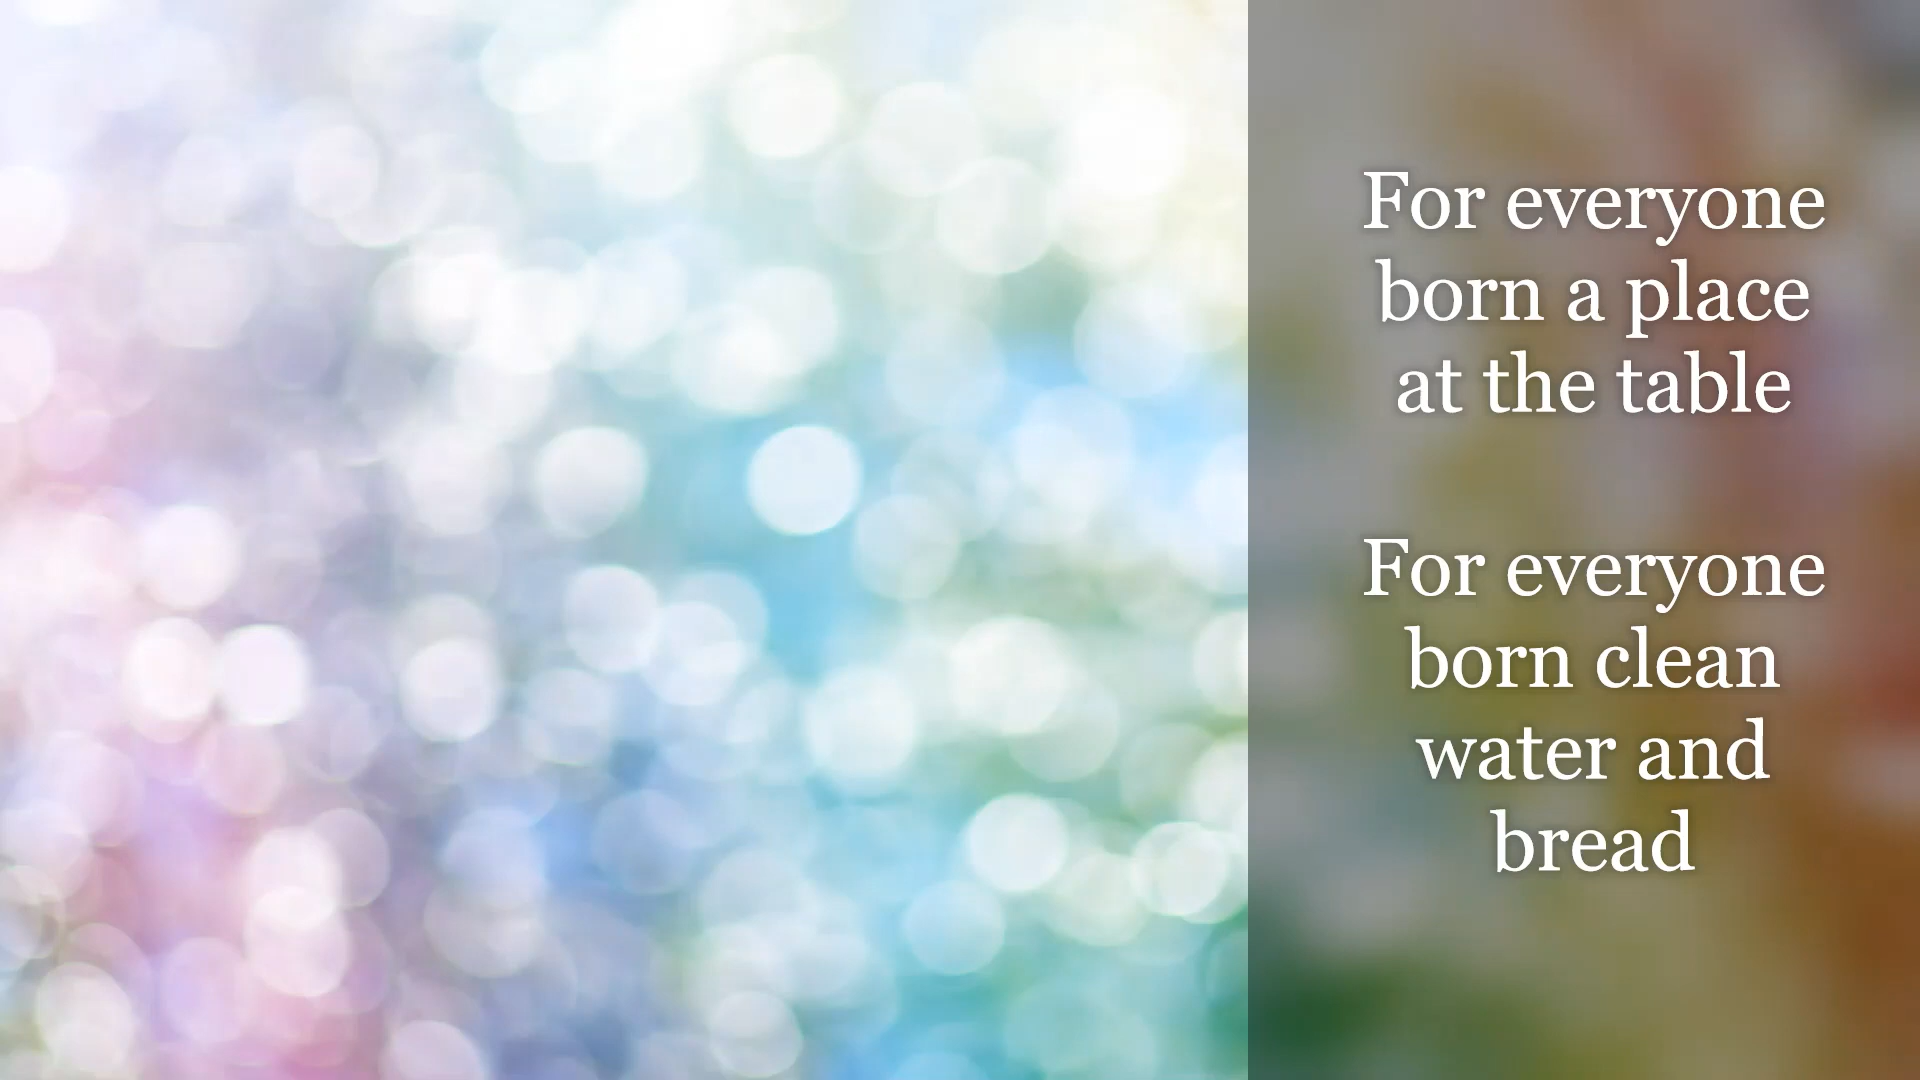 For everyone
born a place
at the table
For everyone
born clean
water and
bread